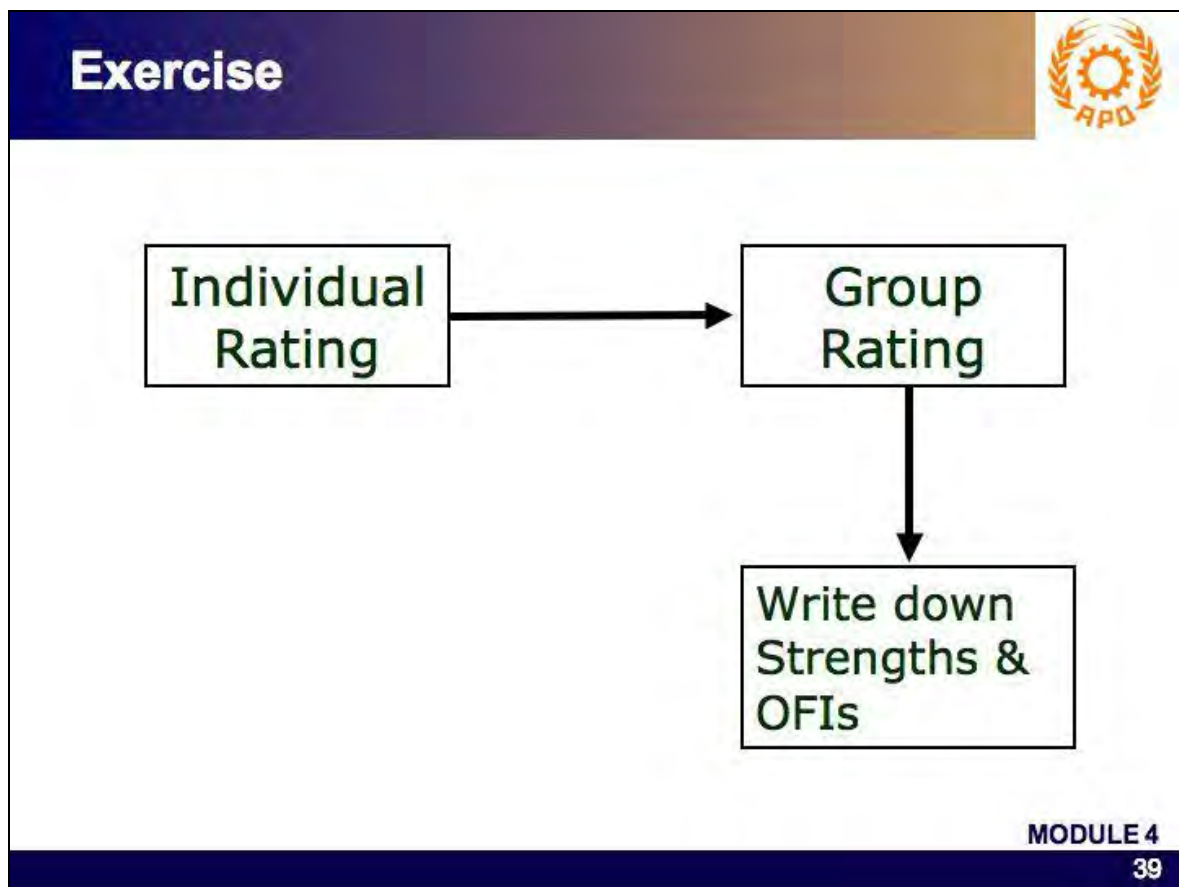 Exercise
APO
Individual
Rating
Group
Rating
Write down
Strengths &
OFIs
MODULE 4
39